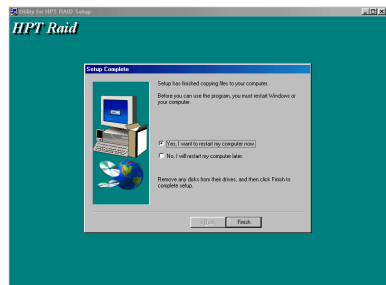 Utility for HPT RAID Setup
HPT Raid
Setup Complete
Setup has finished copying files to your computer.
Before you can use the program, you must restart Windows or
your computer.
Yes, I want to restart my computer now.
No, I will restart my computer later.
Remove any disks from their drives, and then click Finish to
complete setup.
< Back
Finish